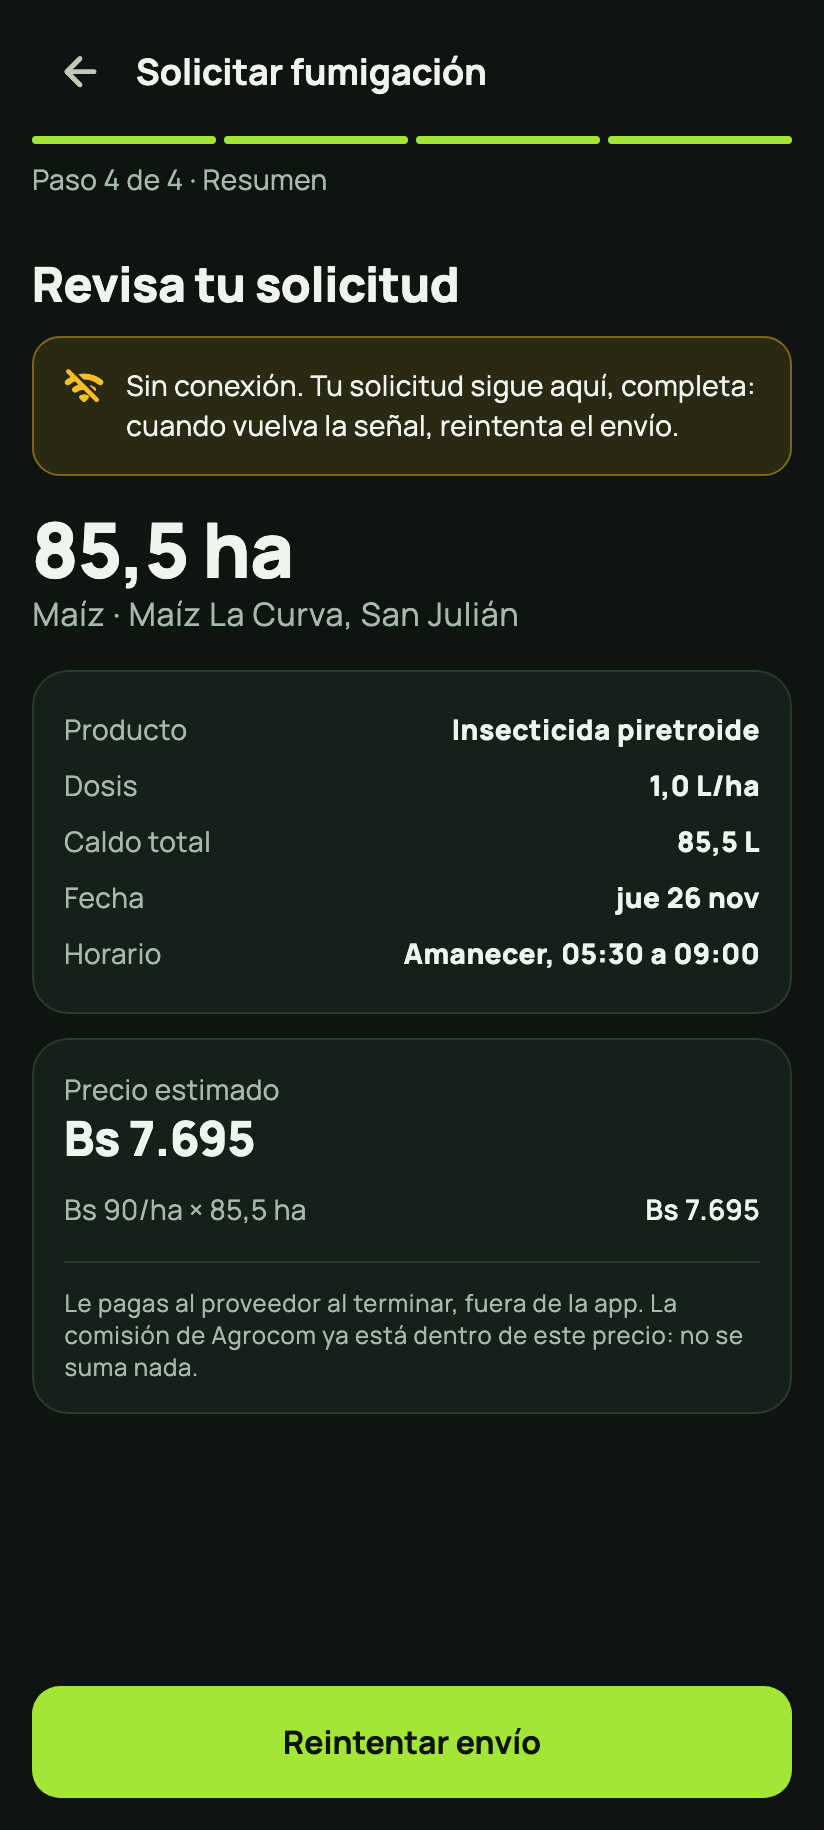 Solicitar fumigación
Paso 4 de 4 · Resumen
Revisa tu solicitud
Sin conexión. Tu solicitud sigue aquí, completa:
cuando vuelva la señal, reintenta el envío.
85,5 ha
Maíz · Maíz La Curva, San Julián
Producto Insecticida piretroide
Dosis 1,0 L/ha
Caldo total 85,5 L
Fecha jue 26 nov
Horario Amanecer, 05:30 a 09:00
Precio estimado
Bs 7.695
Bs 90/ha × 85,5 ha Bs 7.695
Le pagas al proveedor al terminar, fuera de la app. La
comisión de Agrocom ya está dentro de este precio: no se
suma nada.
Reintentar envío